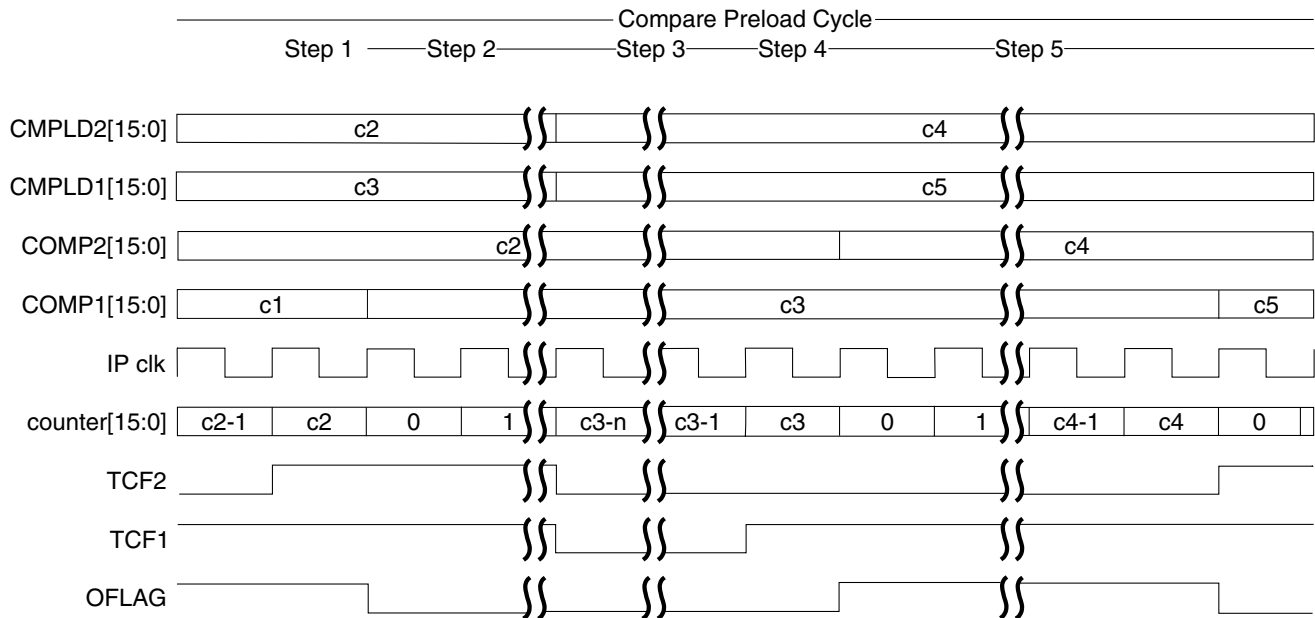 Compare Preload Cycle
Step 1 Step 2 Step 3 Step 4 Step 5
CMPLD2[15:0] c2 c4
CMPLD1[15:0] c3 c5
COMP2[15:0] c2 c4
COMP1[15:0] c1 c3 c5
IP clk
counter[15:0] c2-1 c2 0 1 c3-n c3-1 c3 0 1 c4-1 c4 0
TCF2
TCF1
OFLAG